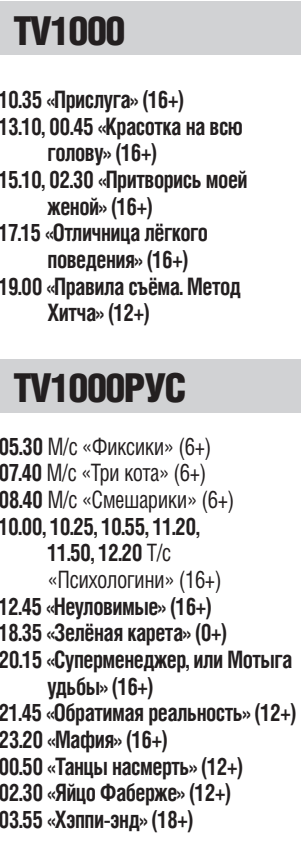 TV1000
10.35 «Прислуга» (16+)
13.10, 00.45 «Красотка на всю
голову» (16+)
15.10, 02.30 «Притворись моей
женой» (16+)
17.15 «Отличница лёгкого
поведения» (16+)
19.00 «Правила съёма. Метод
Хитча» (12+)
TV1000РУС
05.30 М/с «Фиксики» (6+)
07.40 М/с «Три кота» (6+)
08.40 М/с «Смешарики» (6+)
10.00, 10.25, 10.55, 11.20,
11.50, 12.20 Т/с
«Психологини» (16+)
12.45 «Неуловимые» (16+)
18.35 «Зелёная карета» (0+)
20.15 «Суперменеджер, или Мотыга
удьбы» (16+)
21.45 «Обратимая реальность» (12+)
23.20 «Мафия» (16+)
00.50 «Танцы насмерть» (12+)
02.30 «Яйцо Фаберже» (12+)
03.55 «Хэппи-энд» (18+)